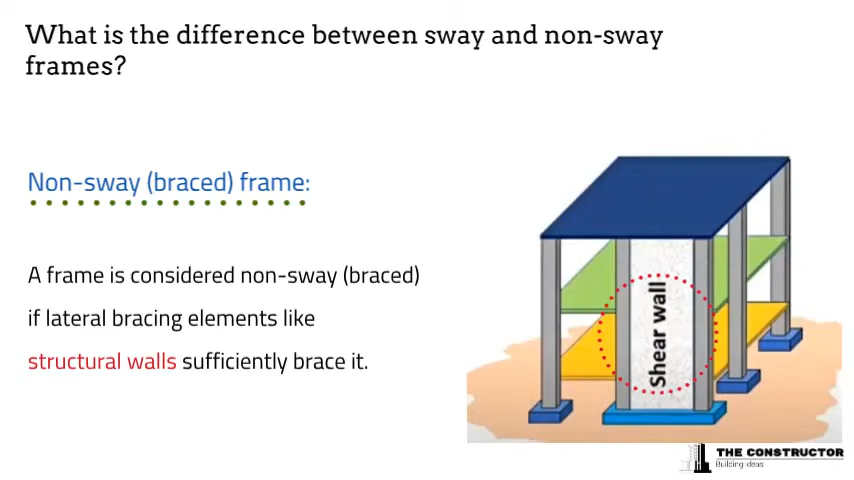 What is the difference between sway and non-sway
frames?
Non-sway (braced) frame:
A frame is considered non-sway (braced)
if lateral bracing elements like
structural walls sufficiently brace it.
Shear wall
THE CONSTRUCTOR
Building Ideas